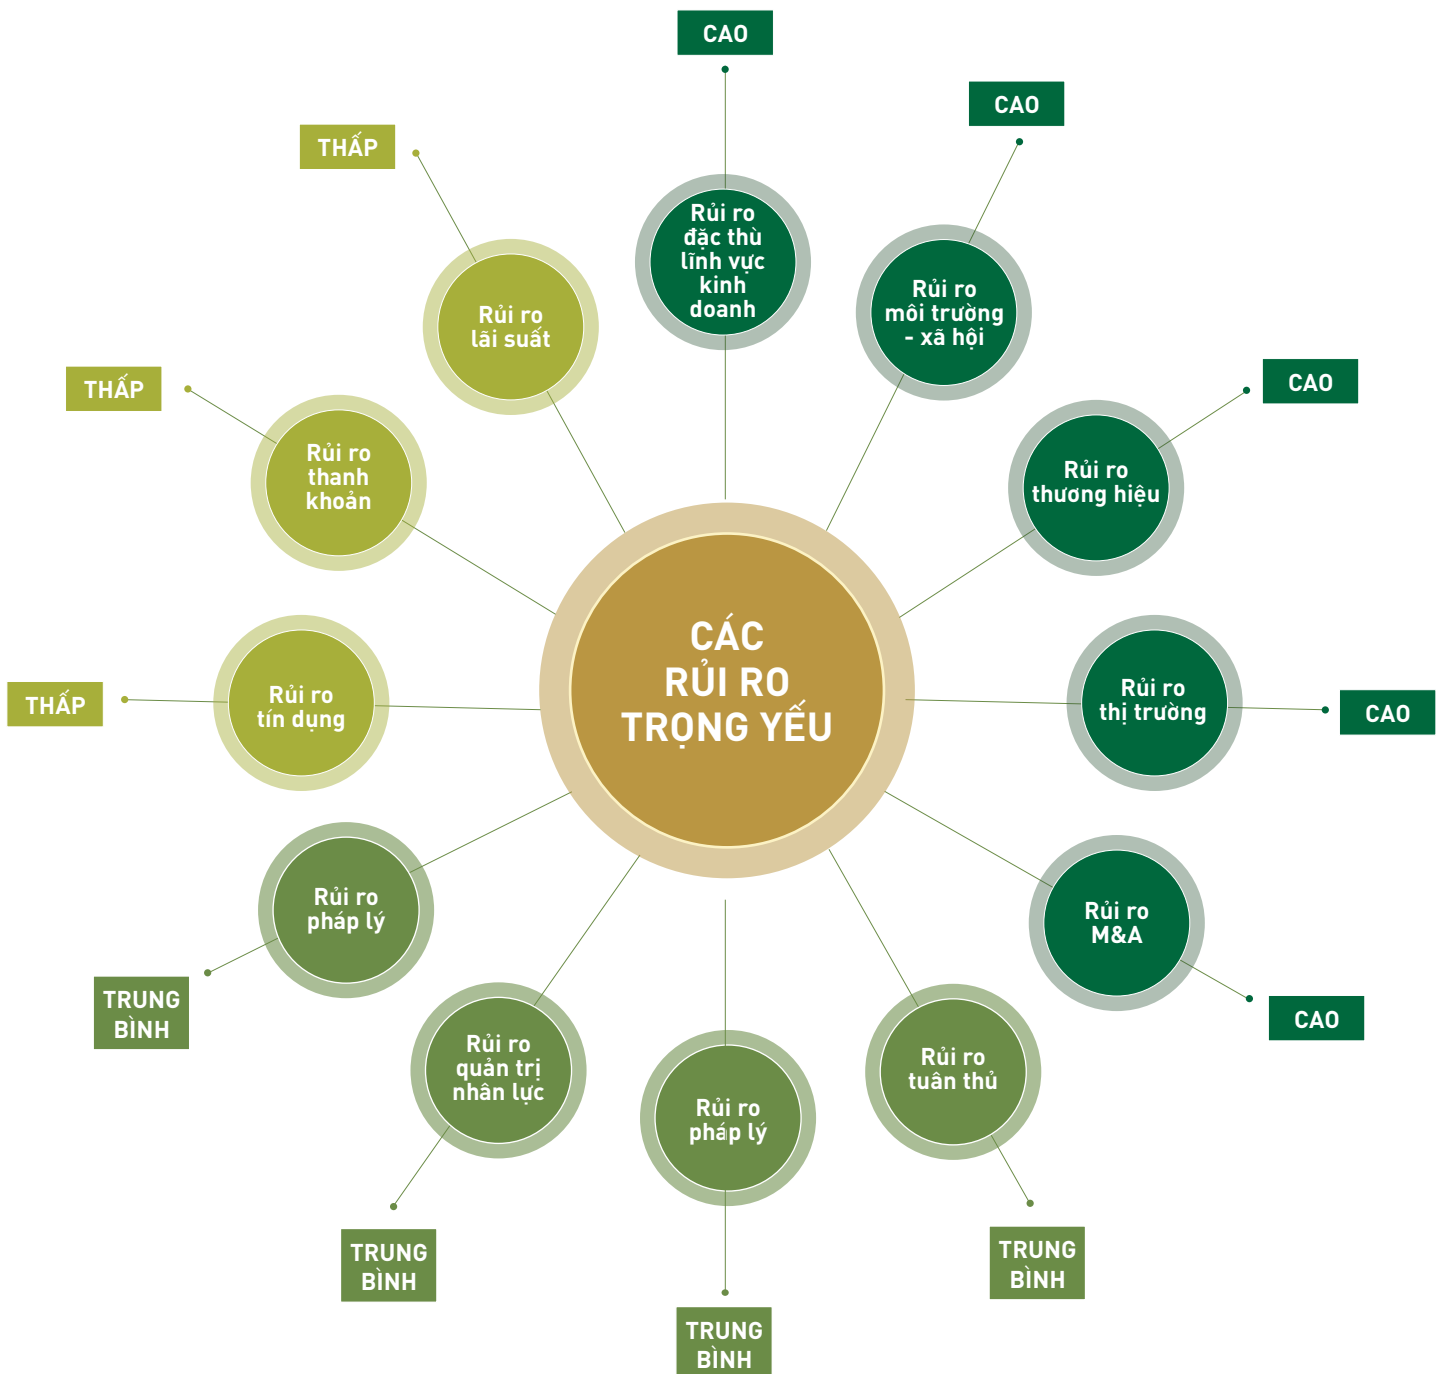 CAO
CAO
THẤP
Rủi ro
đặc thù
lĩnh vực
kinh
doanh
Rủi ro
môi trường
- xã hội
Rủi ro
lãi suất
CAO
THẤP
Rủi ro
thanh
khoản
Rủi ro
thương hiệu
CÁC
RỦI RO
TRỌNG YẾU
THẤP
Rủi ro
tín dụng
Rủi ro
thị trường
CAO
Rủi ro
pháp lý
Rủi ro
M&A
TRUNG
BÌNH
CAO
Rủi ro
quản trị
nhân lực
Rủi ro
pháp lý
Rủi ro
tuân thủ
TRUNG
BÌNH
TRUNG
BÌNH
TRUNG
BÌNH